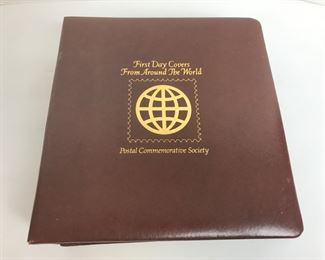 First Day Covers
From Around The World
Postal Commemorative Society